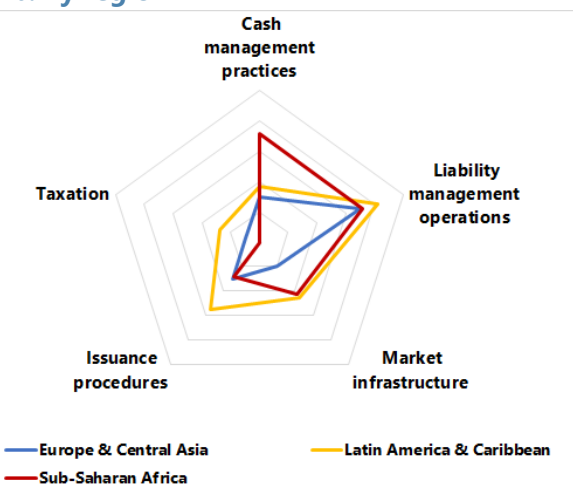 Cash
management
practices
Liability
management
operations
Taxation
Issuance
procedures
Market
infrastructure
Europe & Central Asia
Latin America & Caribbean
Sub-Saharan Africa